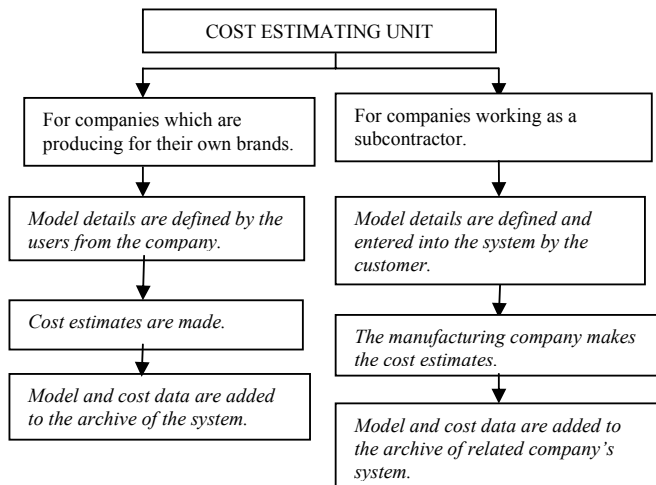 COST ESTIMATING UNIT
For companies which are
producing for their own brands.
Model details are defined by the
users from the company.
Cost estimates are made.
Model and cost data are added
to the archive of the system.
For companies working as a
subcontractor.
Model details are defined and
entered into the system by the
customer.
The manufacturing company makes
the cost estimates.
Model and cost data are added to
the archive of related company’s
system.